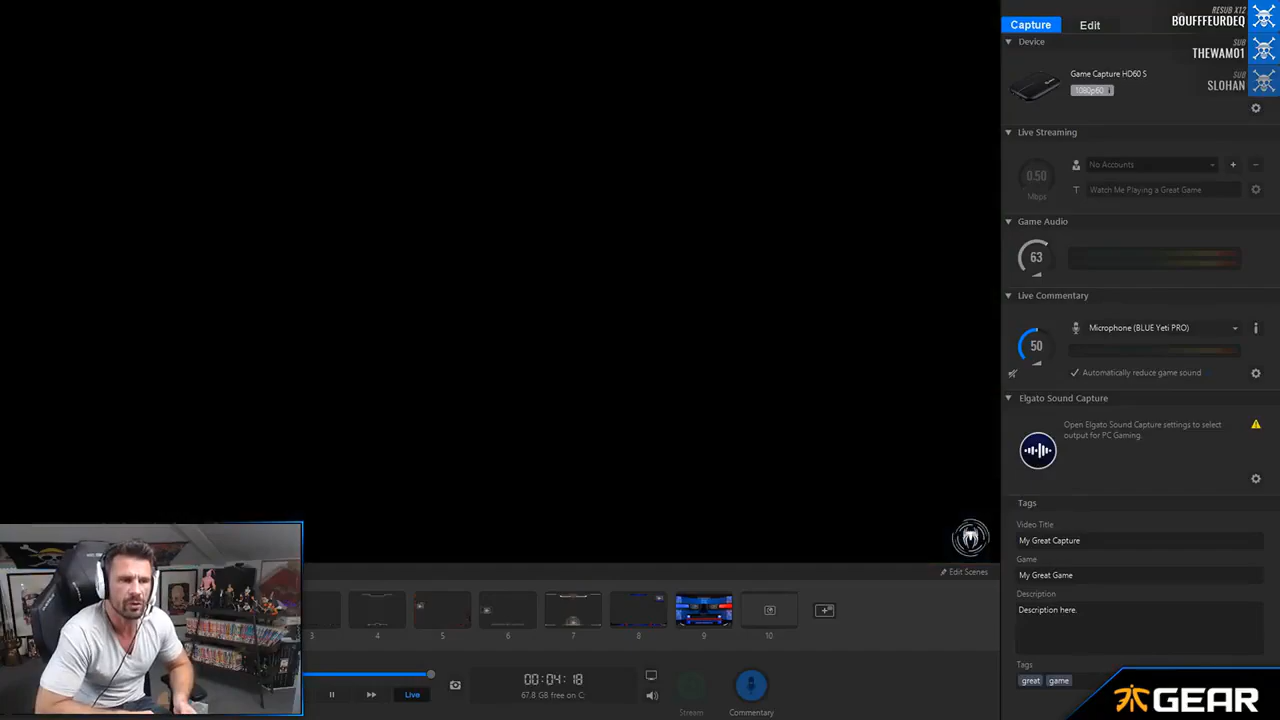 RESUB X12
BOUFFFEURDEQ
SUB
THEWAM01
SUB
SLOHAN
Capture
Edit
Device
Game Capture HD60 S
1080p60
Live Streaming
0.50
Mbps
No Accounts
Watch Me Playing a Great Game
Game Audio
63
Live Commentary
50
Microphone (BLUE Yeti PRO)
Automatically reduce game sound
Elgato Sound Capture
Open Elgato Sound Capture settings to select
output for PC Gaming.
Tags
Video Title
My Great Capture
Game
My Great Game
Description
Description here.
Tags
great
game
Edit Scenes
3
4
5
6
7
8
9
10
Live
00:04:18
67.8 GB free on C:
Stream
Commentary
GEAR